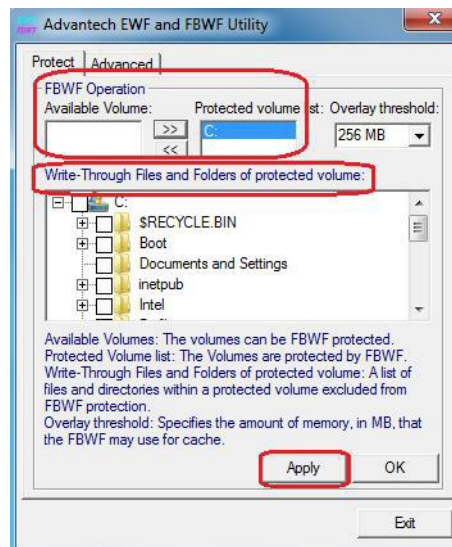 Advantech EWF and FBWF Utility
Protect Advanced
FBWF Operation
Available Volume: Protected volume list: Overlay threshold:
>> C: 256 MB
<<
Write-Through Files and Folders of protected volume:
C:
$RECYCLE.BIN
Boot
Documents and Settings
inetpub
Intel
Available Volumes: The volumes can be FBWF protected.
Protected Volume list: The Volumes are protected by FBWF.
Write-Through Files and Folders of protected volume: A list of
files and directories within a protected volume excluded from
FBWF protection.
Overlay threshold: Specifies the amount of memory, in MB, that
the FBWF may use for cache.
Apply OK
Exit